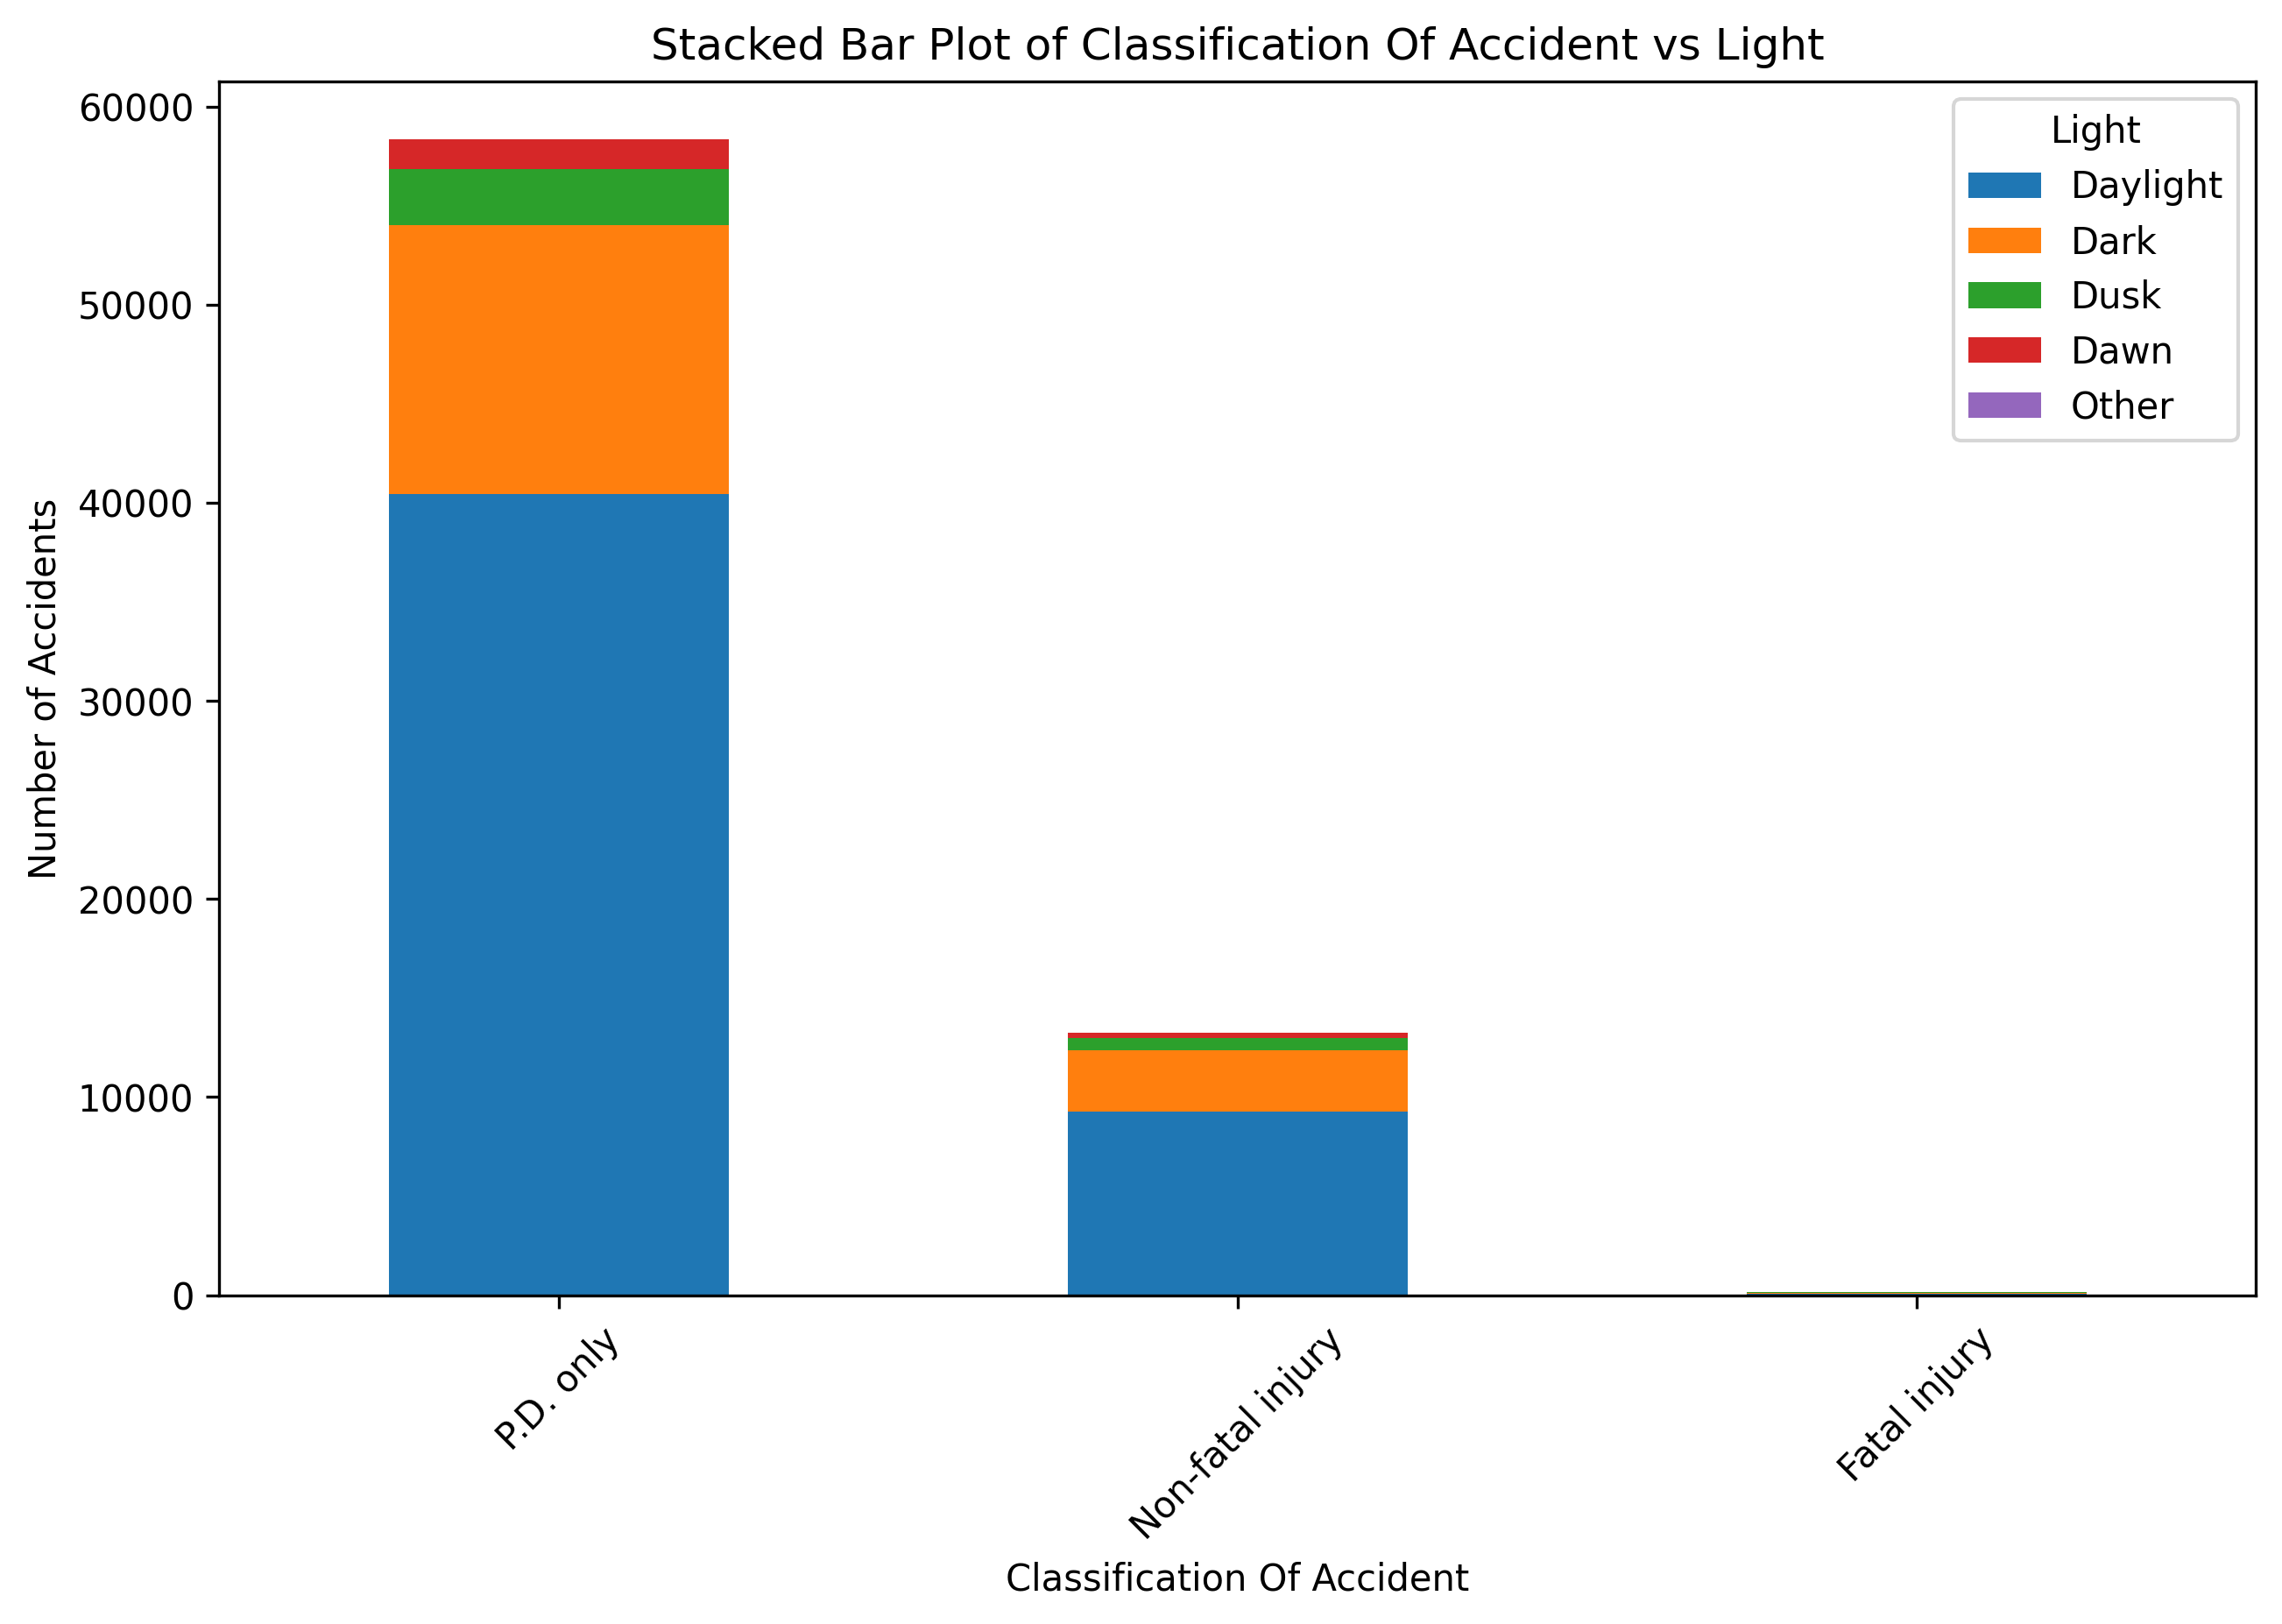 Stacked Bar Plot of Classification Of Accident vs Light
60000
50000
40000
30000
20000
10000
0
Number of Accidents
Light
Daylight
Dark
Dusk
Dawn
Other
P.D. only
Non-fatal injury
Fatal injury
Classification Of Accident